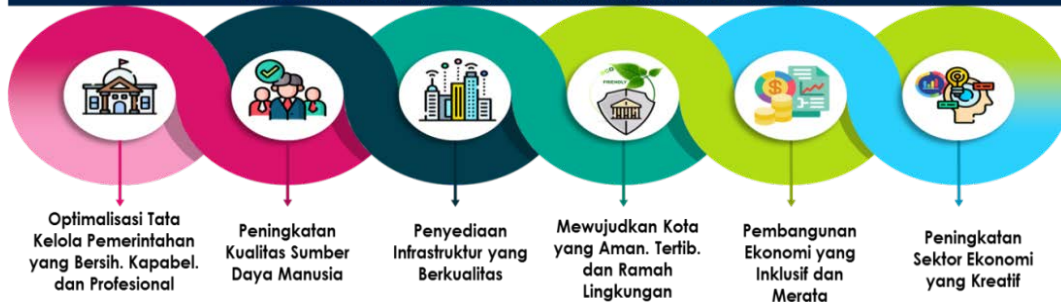 Optimalisasi Tata
Kelola Pemerintahan
yang Bersih. Kapabel.
dan Profesional
Peningkatan
Kualitas Sumber
Daya Manusia
Penyediaan
Infrastruktur yang
Berkualitas
FRIENDLY
Mewujudkan Kota
yang Aman. Tertib.
dan Ramah
Lingkungan
Pembangunan
Ekonomi yang
Inklusif dan
Merata
Peningkatan
Sektor Ekonomi
yang Kreatif